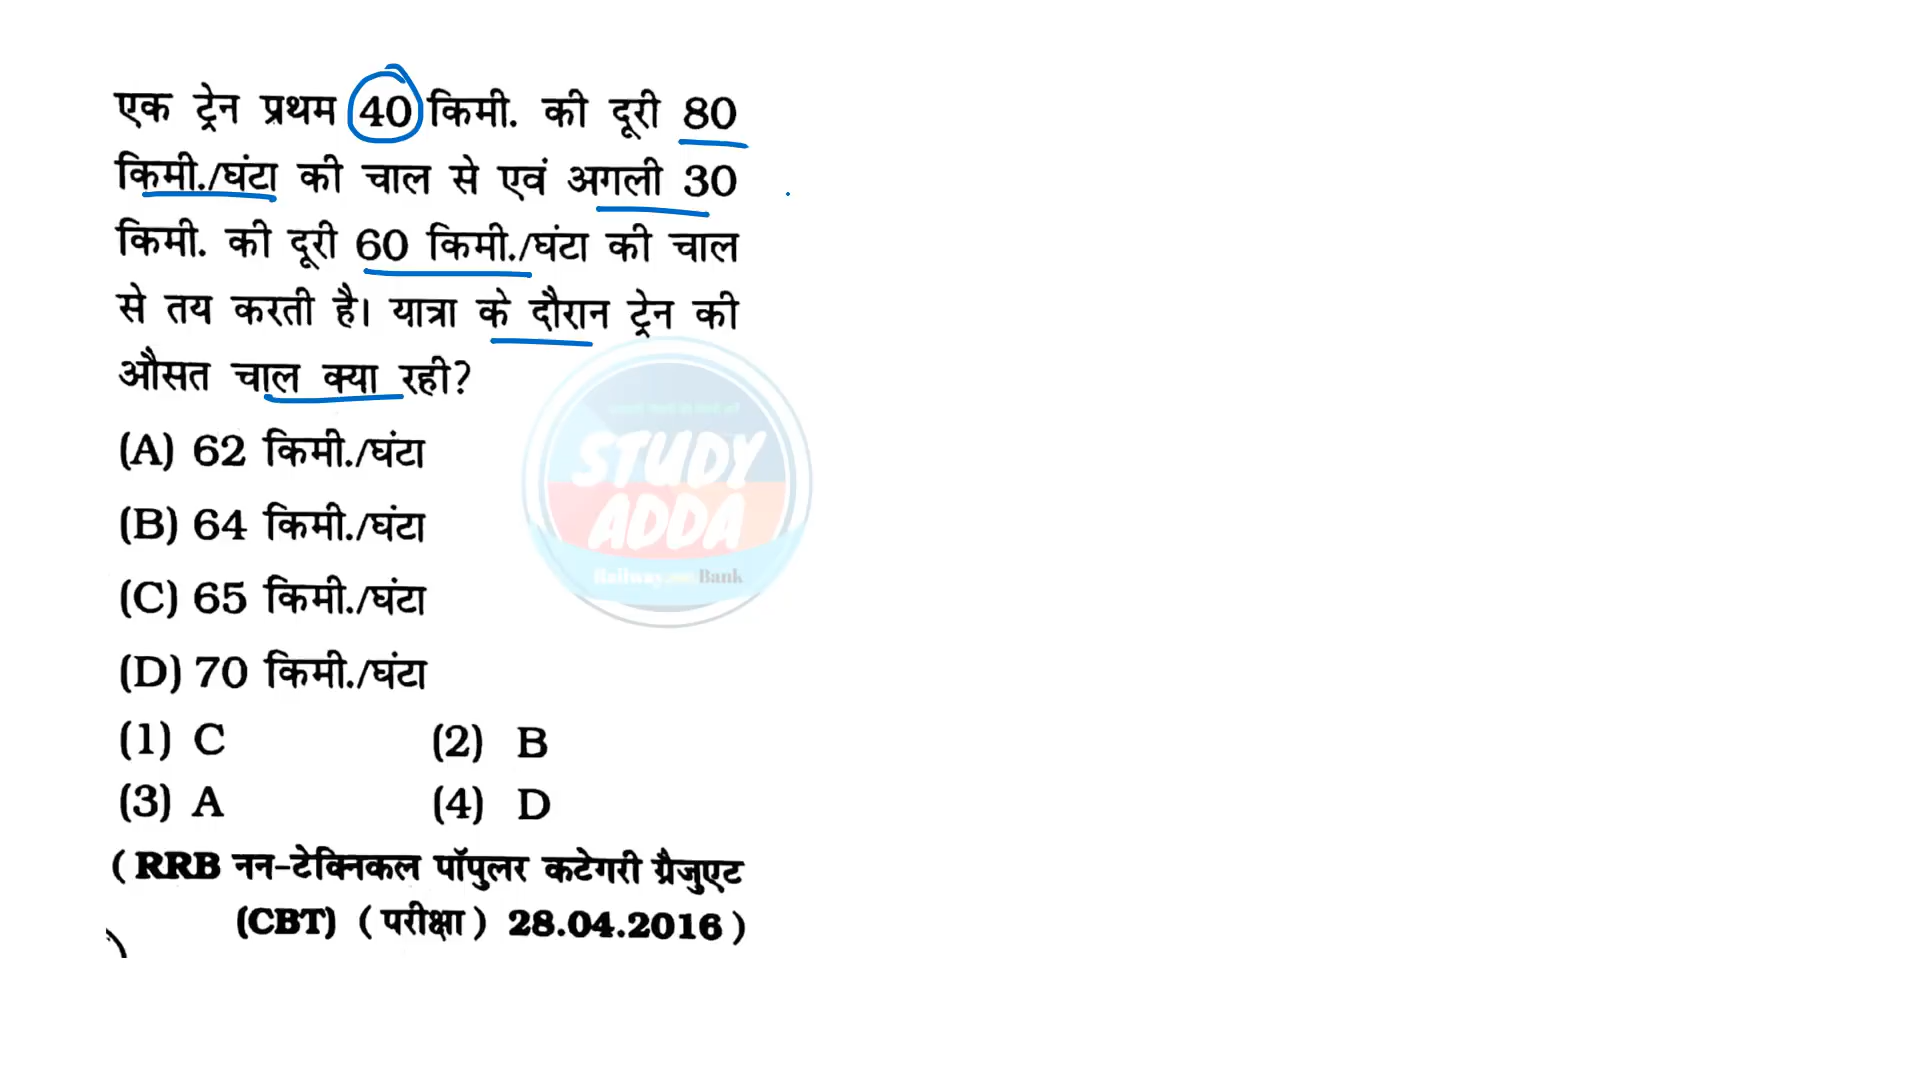 एक ट्रेन प्रथम 40 किमी. की दूरी 80
किमी./घंटा की चाल से एवं अगली 30
किमी. की दूरी 60 किमी./घंटा की चाल
से तय करती है। यात्रा के दौरान ट्रेन की
औसत चाल क्या रही?
(A) 62 किमी./घंटा
(B) 64 किमी./घंटा
(C) 65 किमी./घंटा
(D) 70 किमी./घंटा
(1) C (2) B
(3) A (4) D
( RRB नन-टेक्निकल पॉपुलर कटेगरी ग्रैजुएट
(CBT) ( परीक्षा ) 28.04.2016 )
STUDY
ADDA
Railway Bank